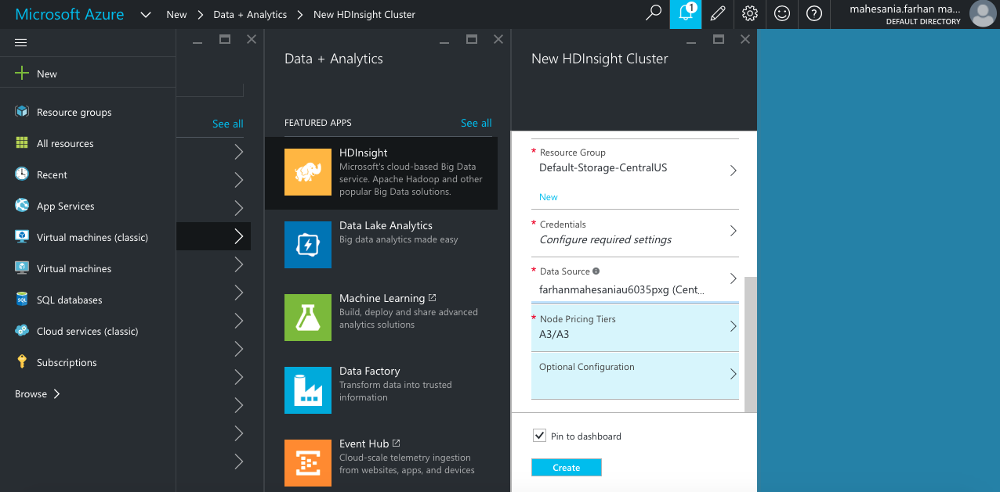 Microsoft Azure
New
Data + Analytics
New HDInsight Cluster
1
mahesania.farhan ma...
DEFAULT DIRECTORY
New
Resource groups
All resources
Recent
App Services
Virtual machines (classic)
Virtual machines
SQL databases
Cloud services (classic)
Subscriptions
Browse
See all
Data + Analytics
FEATURED APPS
See all
HDInsight
Microsoft's cloud-based Big Data
service. Apache Hadoop and other
popular Big Data solutions.
Data Lake Analytics
Big data analytics made easy
Machine Learning
Build, deploy and share advanced
analytics solutions
Data Factory
Transform data into trusted
information
Event Hub
Cloud-scale telemetry ingestion
from websites, apps, and devices
New HDInsight Cluster
* Resource Group
Default-Storage-CentralUS
New
* Credentials
Configure required settings
* Data Source
farhanmahesaniau6035pxg (Cent...
* Node Pricing Tiers
A3/A3
Optional Configuration
Pin to dashboard
Create